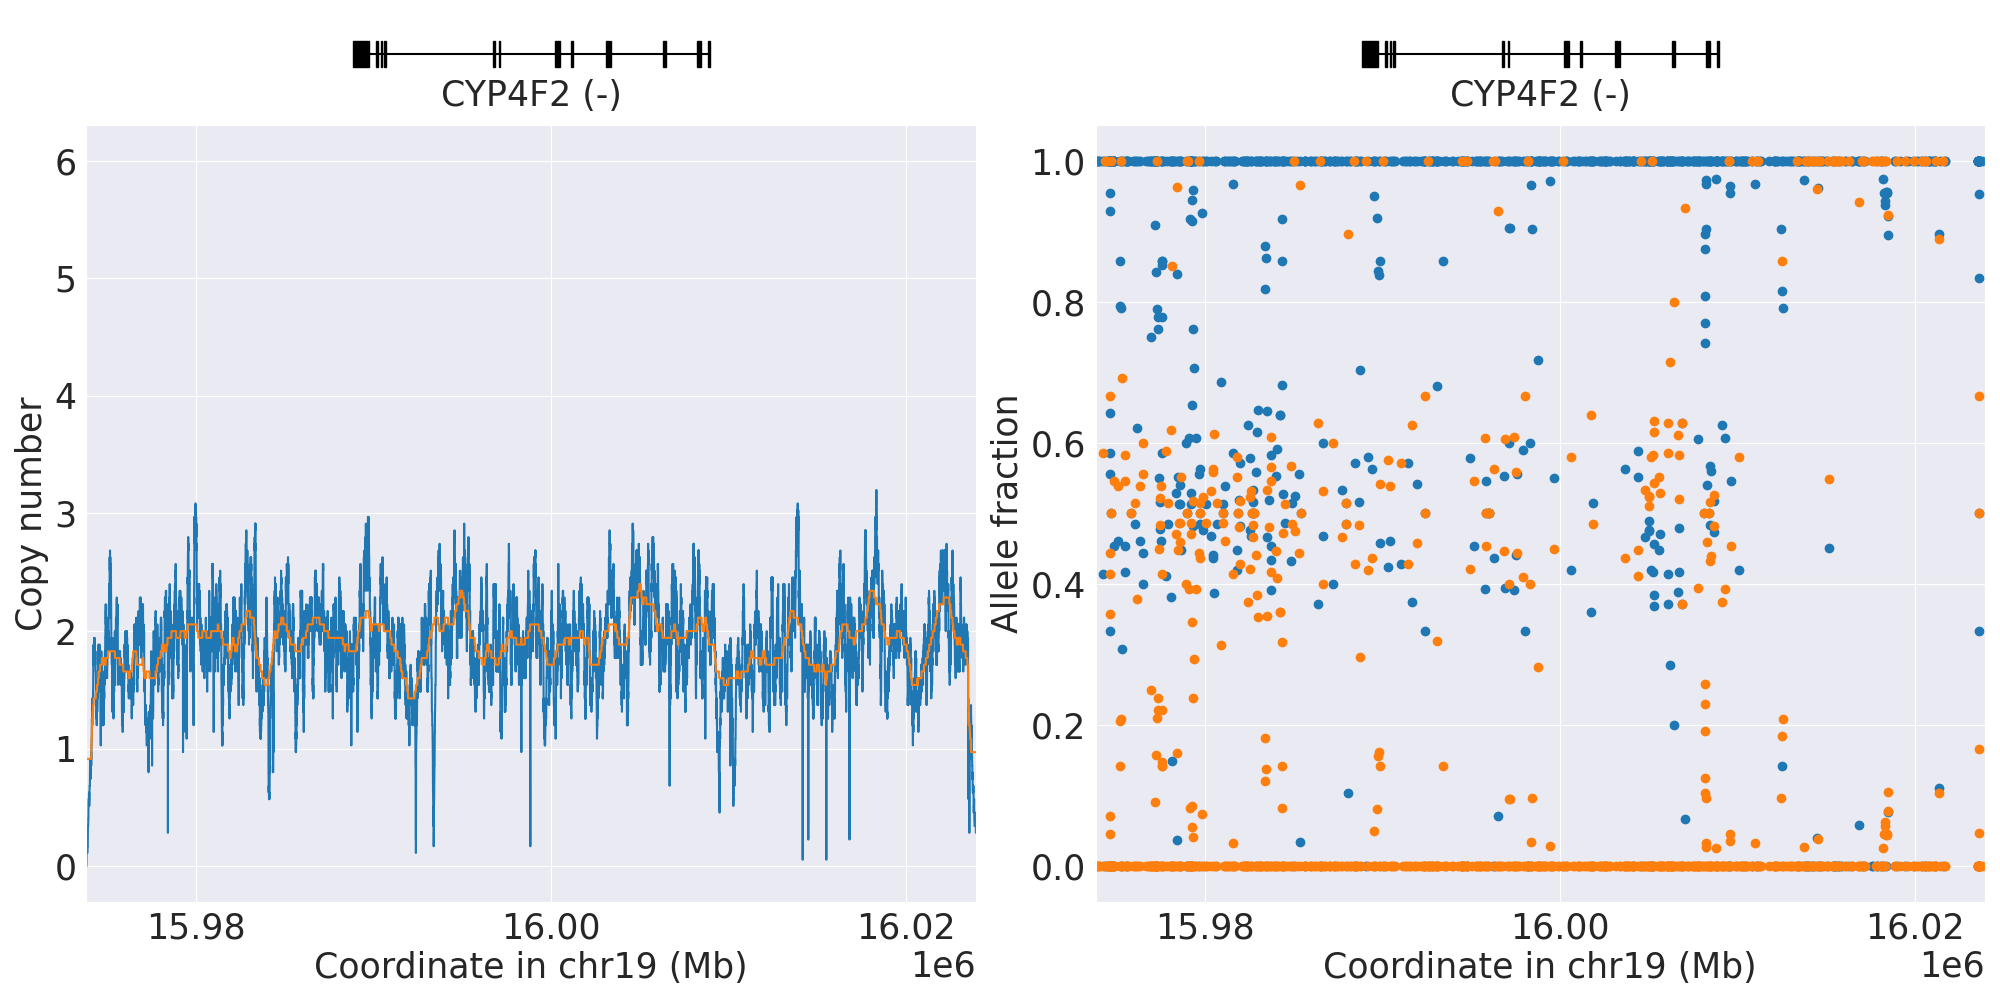 CYP4F2 (-)
CYP4F2 (-)
Copy number
6
5
4
3
2
1
0
15.98
16.00
16.02
Coordinate in chr19 (Mb)
1e6
Allele fraction
1.0
0.8
0.6
0.4
0.2
0.0
15.98
16.00
16.02
Coordinate in chr19 (Mb)
1e6